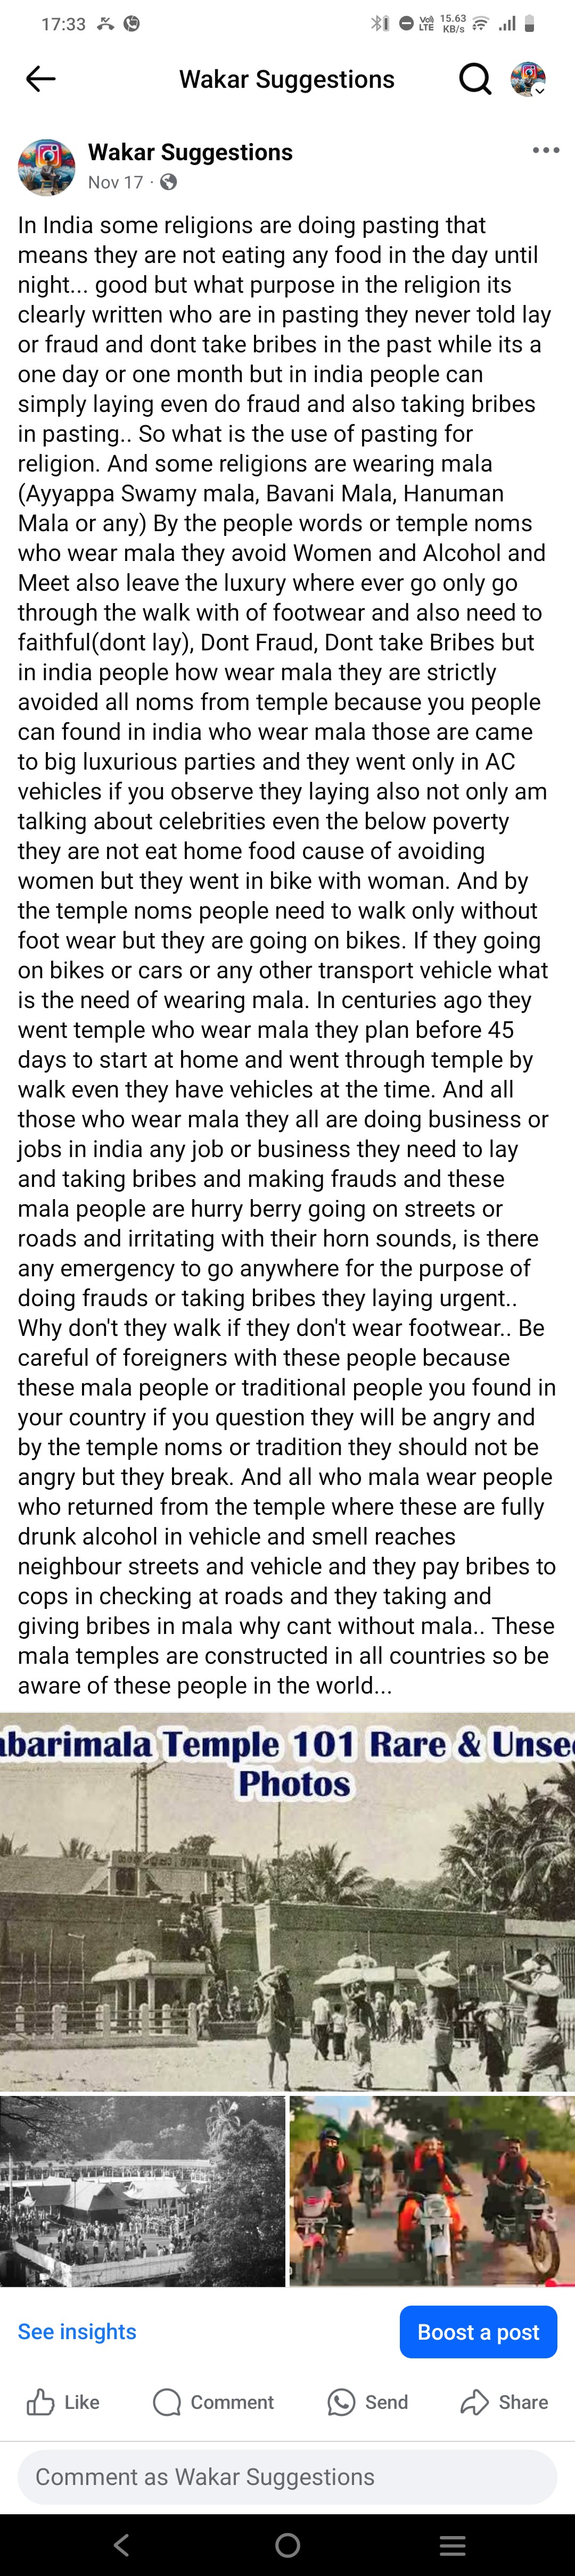 17:33
15.63 KB/s
VoLTE
Wakar Suggestions
Wakar Suggestions
Nov 17
In India some religions are doing pasting that
means they are not eating any food in the day until
night... good but what purpose in the religion its
clearly written who are in pasting they never told lay
or fraud and dont take bribes in the past while its a
one day or one month but in india people can
simply laying even do fraud and also taking bribes
in pasting.. So what is the use of pasting for
religion. And some religions are wearing mala
(Ayyappa Swamy mala, Bavani Mala, Hanuman
Mala or any) By the people words or temple noms
who wear mala they avoid Women and Alcohol and
Meet also leave the luxury where ever go only go
through the walk with of footwear and also need to
faithful(dont lay), Dont Fraud, Dont take Bribes but
in india people how wear mala they are strictly
avoided all noms from temple because you people
can found in india who wear mala those are came
to big luxurious parties and they went only in AC
vehicles if you observe they laying also not only am
talking about celebrities even the below poverty
they are not eat home food cause of avoiding
women but they went in bike with woman. And by
the temple noms people need to walk only without
foot wear but they are going on bikes. If they going
on bikes or cars or any other transport vehicle what
is the need of wearing mala. In centuries ago they
went temple who wear mala they plan before 45
days to start at home and went through temple by
walk even they have vehicles at the time. And all
those who wear mala they all are doing business or
jobs in india any job or business they need to lay
and taking bribes and making frauds and these
mala people are hurry berry going on streets or
roads and irritating with their horn sounds, is there
any emergency to go anywhere for the purpose of
doing frauds or taking bribes they laying urgent..
Why don't they walk if they don't wear footwear.. Be
careful of foreigners with these people because
these mala people or traditional people you found in
your country if you question they will be angry and
by the temple noms or tradition they should not be
angry but they break. And all who mala wear people
who returned from the temple where these are fully
drunk alcohol in vehicle and smell reaches
neighbour streets and vehicle and they pay bribes to
cops in checking at roads and they taking and
giving bribes in mala why cant without mala.. These
mala temples are constructed in all countries so be
aware of these people in the world...
abarimala Temple 101 Rare & Unsee
Photos
See insights
Boost a post
Like
Comment
Send
Share
Comment as Wakar Suggestions